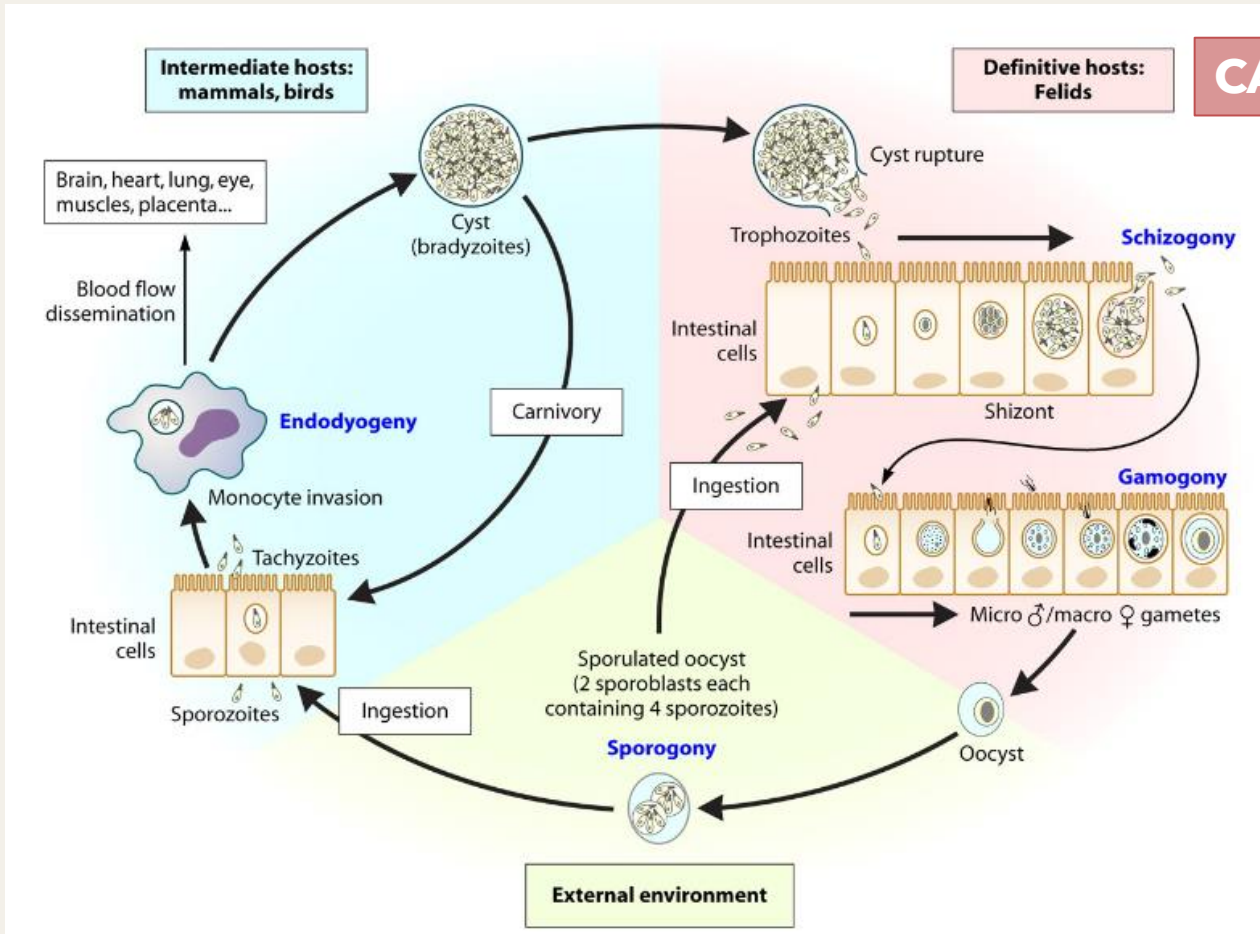 Intermediate hosts:
mammals, birds
Definitive hosts:
Felids
CA
Brain, heart, lung, eye,
muscles, placenta...
Cyst
(bradyzoites)
Cyst rupture
Trophozoites
Schizogony
Blood flow
dissemination
Intestinal
cells
Shizont
Carnivory
Endodyogeny
Monocyte invasion
Ingestion
Gamogony
Tachyzoites
Intestinal
cells
Intestinal
cells
Micro ♂/macro ♀ gametes
Sporozoites
Ingestion
Sporulated oocyst
(2 sporoblasts each
containing 4 sporozoites)
Sporogony
Oocyst
External environment